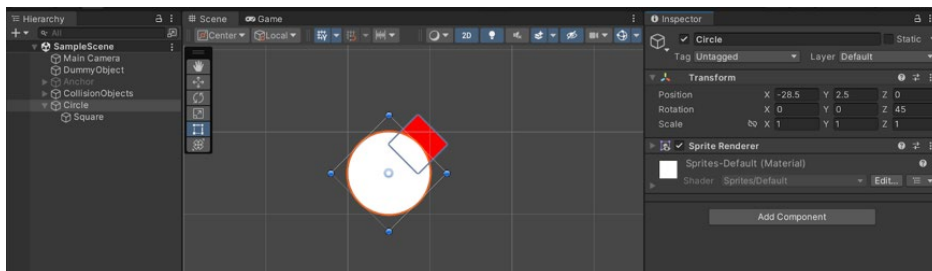 Hierarchy
All
SampleScene
Main Camera
DummyObject
Anchor
CollisionObjects
Circle
Square
Scene Game
Center Local 2D
Inspector
Circle Static
Tag Untagged Layer Default
Transform
Position X -28.5 Y 2.5 Z 0
Rotation X 0 Y 0 Z 45
Scale X 1 Y 1 Z 1
Sprite Renderer
Sprites-Default (Material)
Shader Sprites/Default Edit...
Add Component